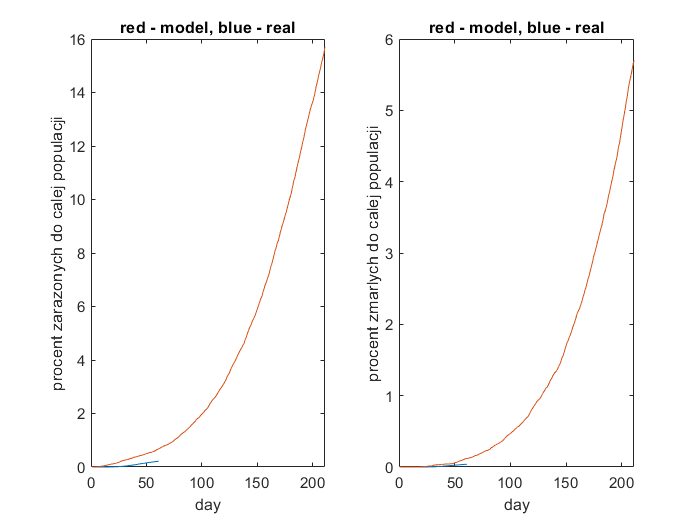 red - model, blue - real
procent zarazonych do calej populacji
16
14
12
10
8
6
4
2
0
0 50 100 150 200
day
red - model, blue - real
procent zmarlych do calej populacji
6
5
4
3
2
1
0
0 50 100 150 200
day